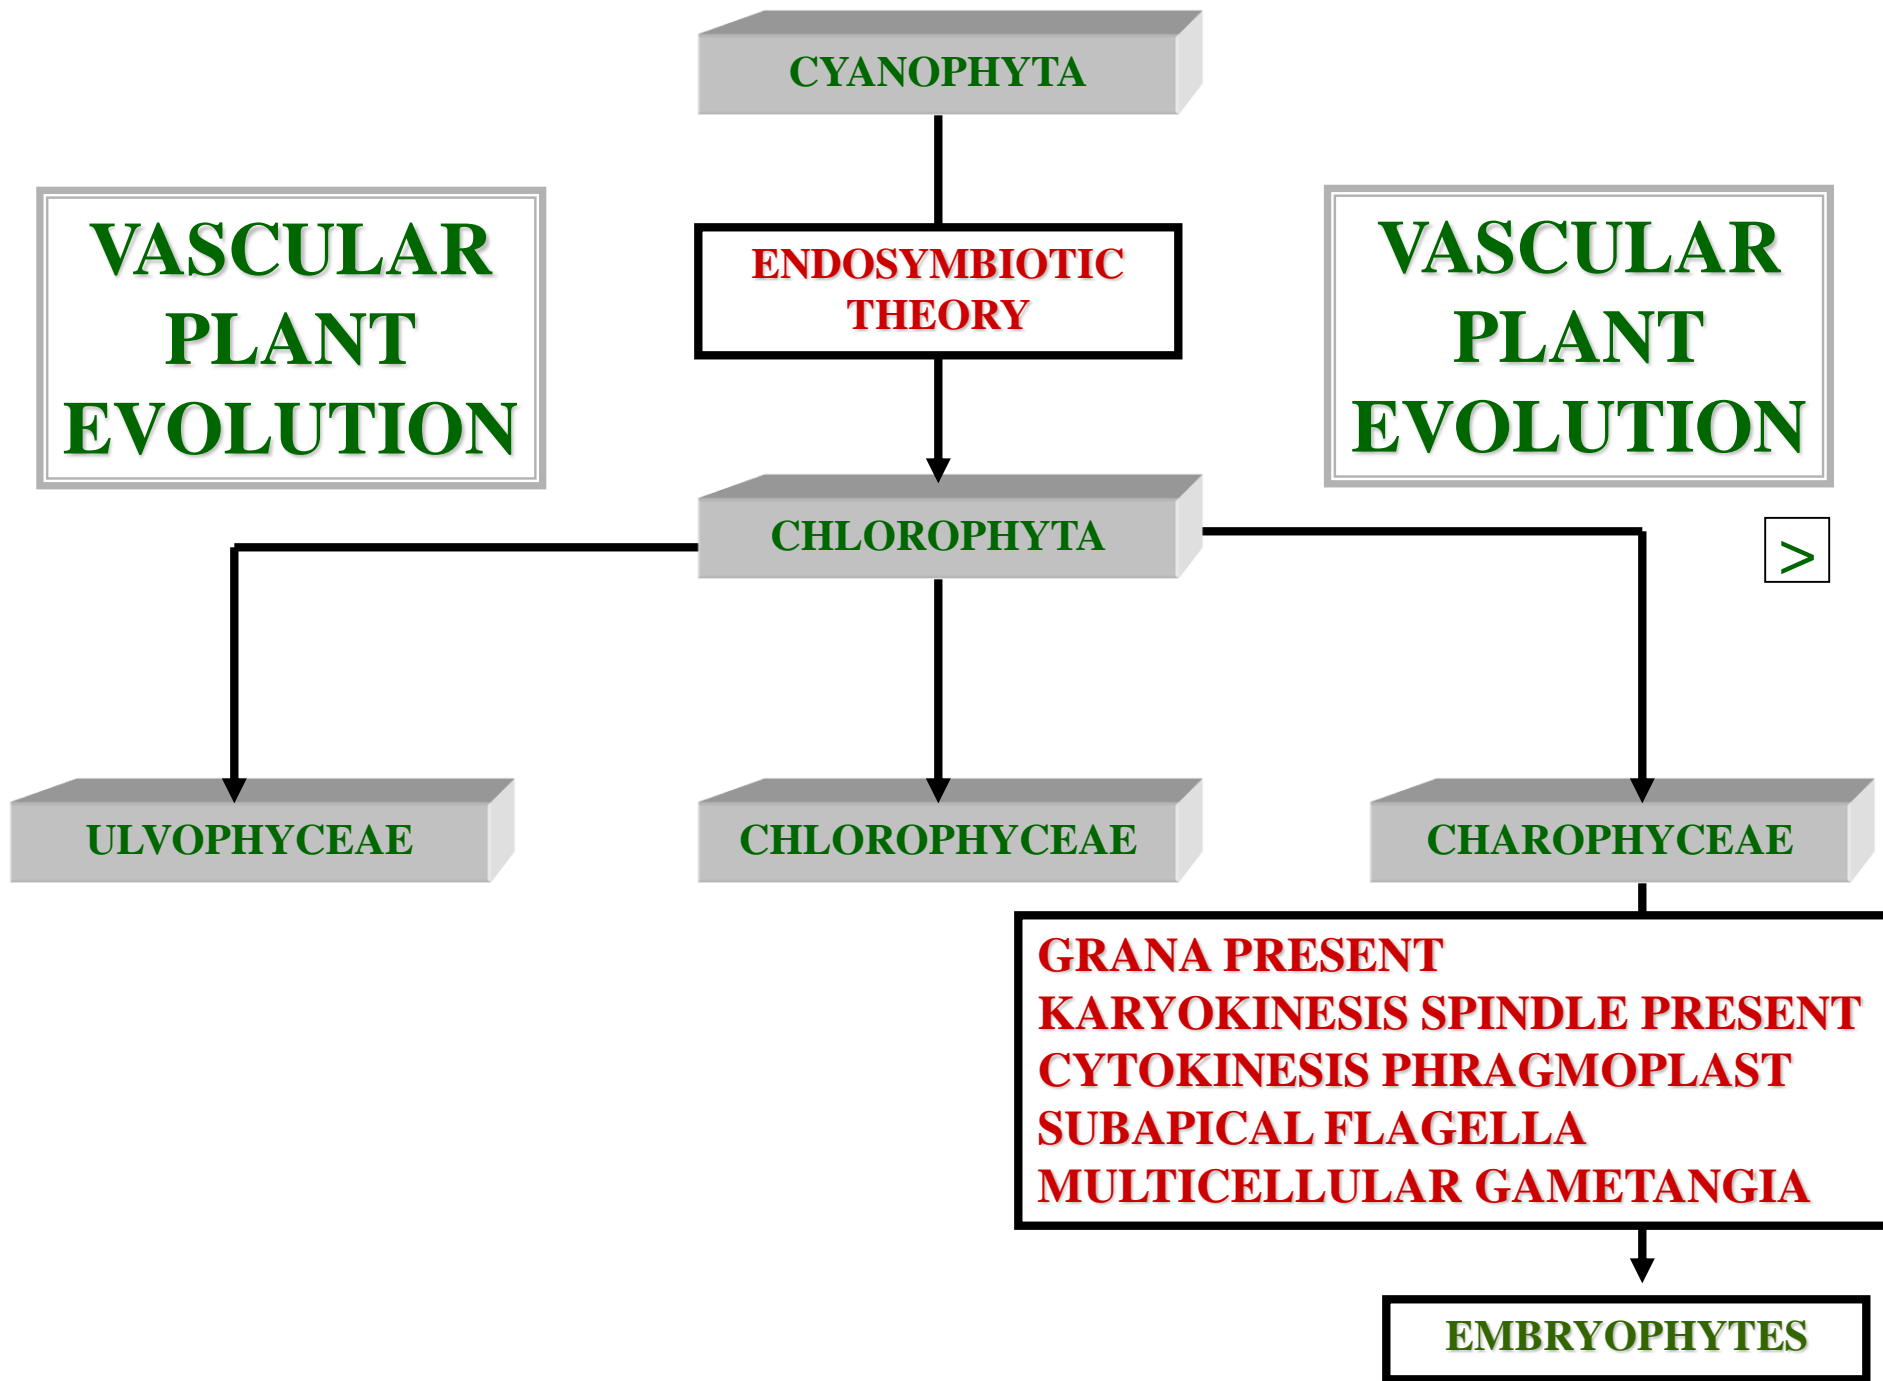 CYANOPHYTA
VASCULAR
PLANT
EVOLUTION
ENDOSYMBIOTIC
THEORY
VASCULAR
PLANT
EVOLUTION
CHLOROPHYTA
>
ULVOPHYCEAE
CHLOROPHYCEAE
CHAROPHYCEAE
GRANA PRESENT
KARYOKINESIS SPINDLE PRESENT
CYTOKINESIS PHRAGMOPLAST
SUBAPICAL FLAGELLA
MULTICELLULAR GAMETANGIA
EMBRYOPHYTES